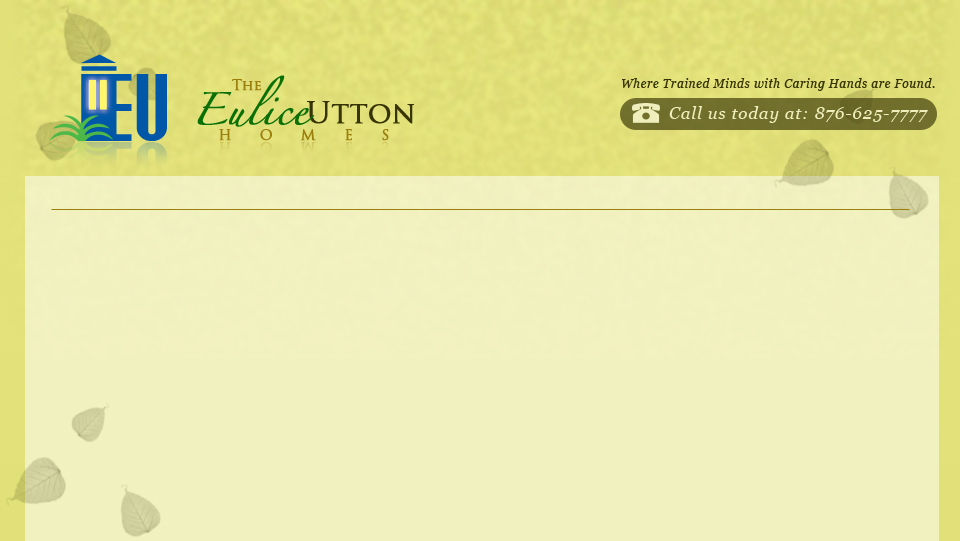 EU
THE
Eulice UTTON
HOMES
Where Trained Minds with Caring Hands are Found.
Call us today at: 876-625-7777